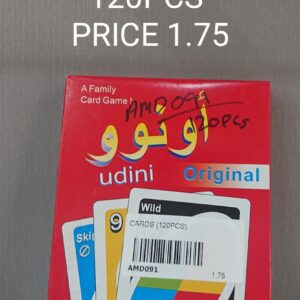 120PCS
PRICE 1.75
A Family
Card Game !
AMD091
120PCS
أونوو
udini
Original
Skip
9
Wild
CARDS (120PCS)
AMD091
1.75